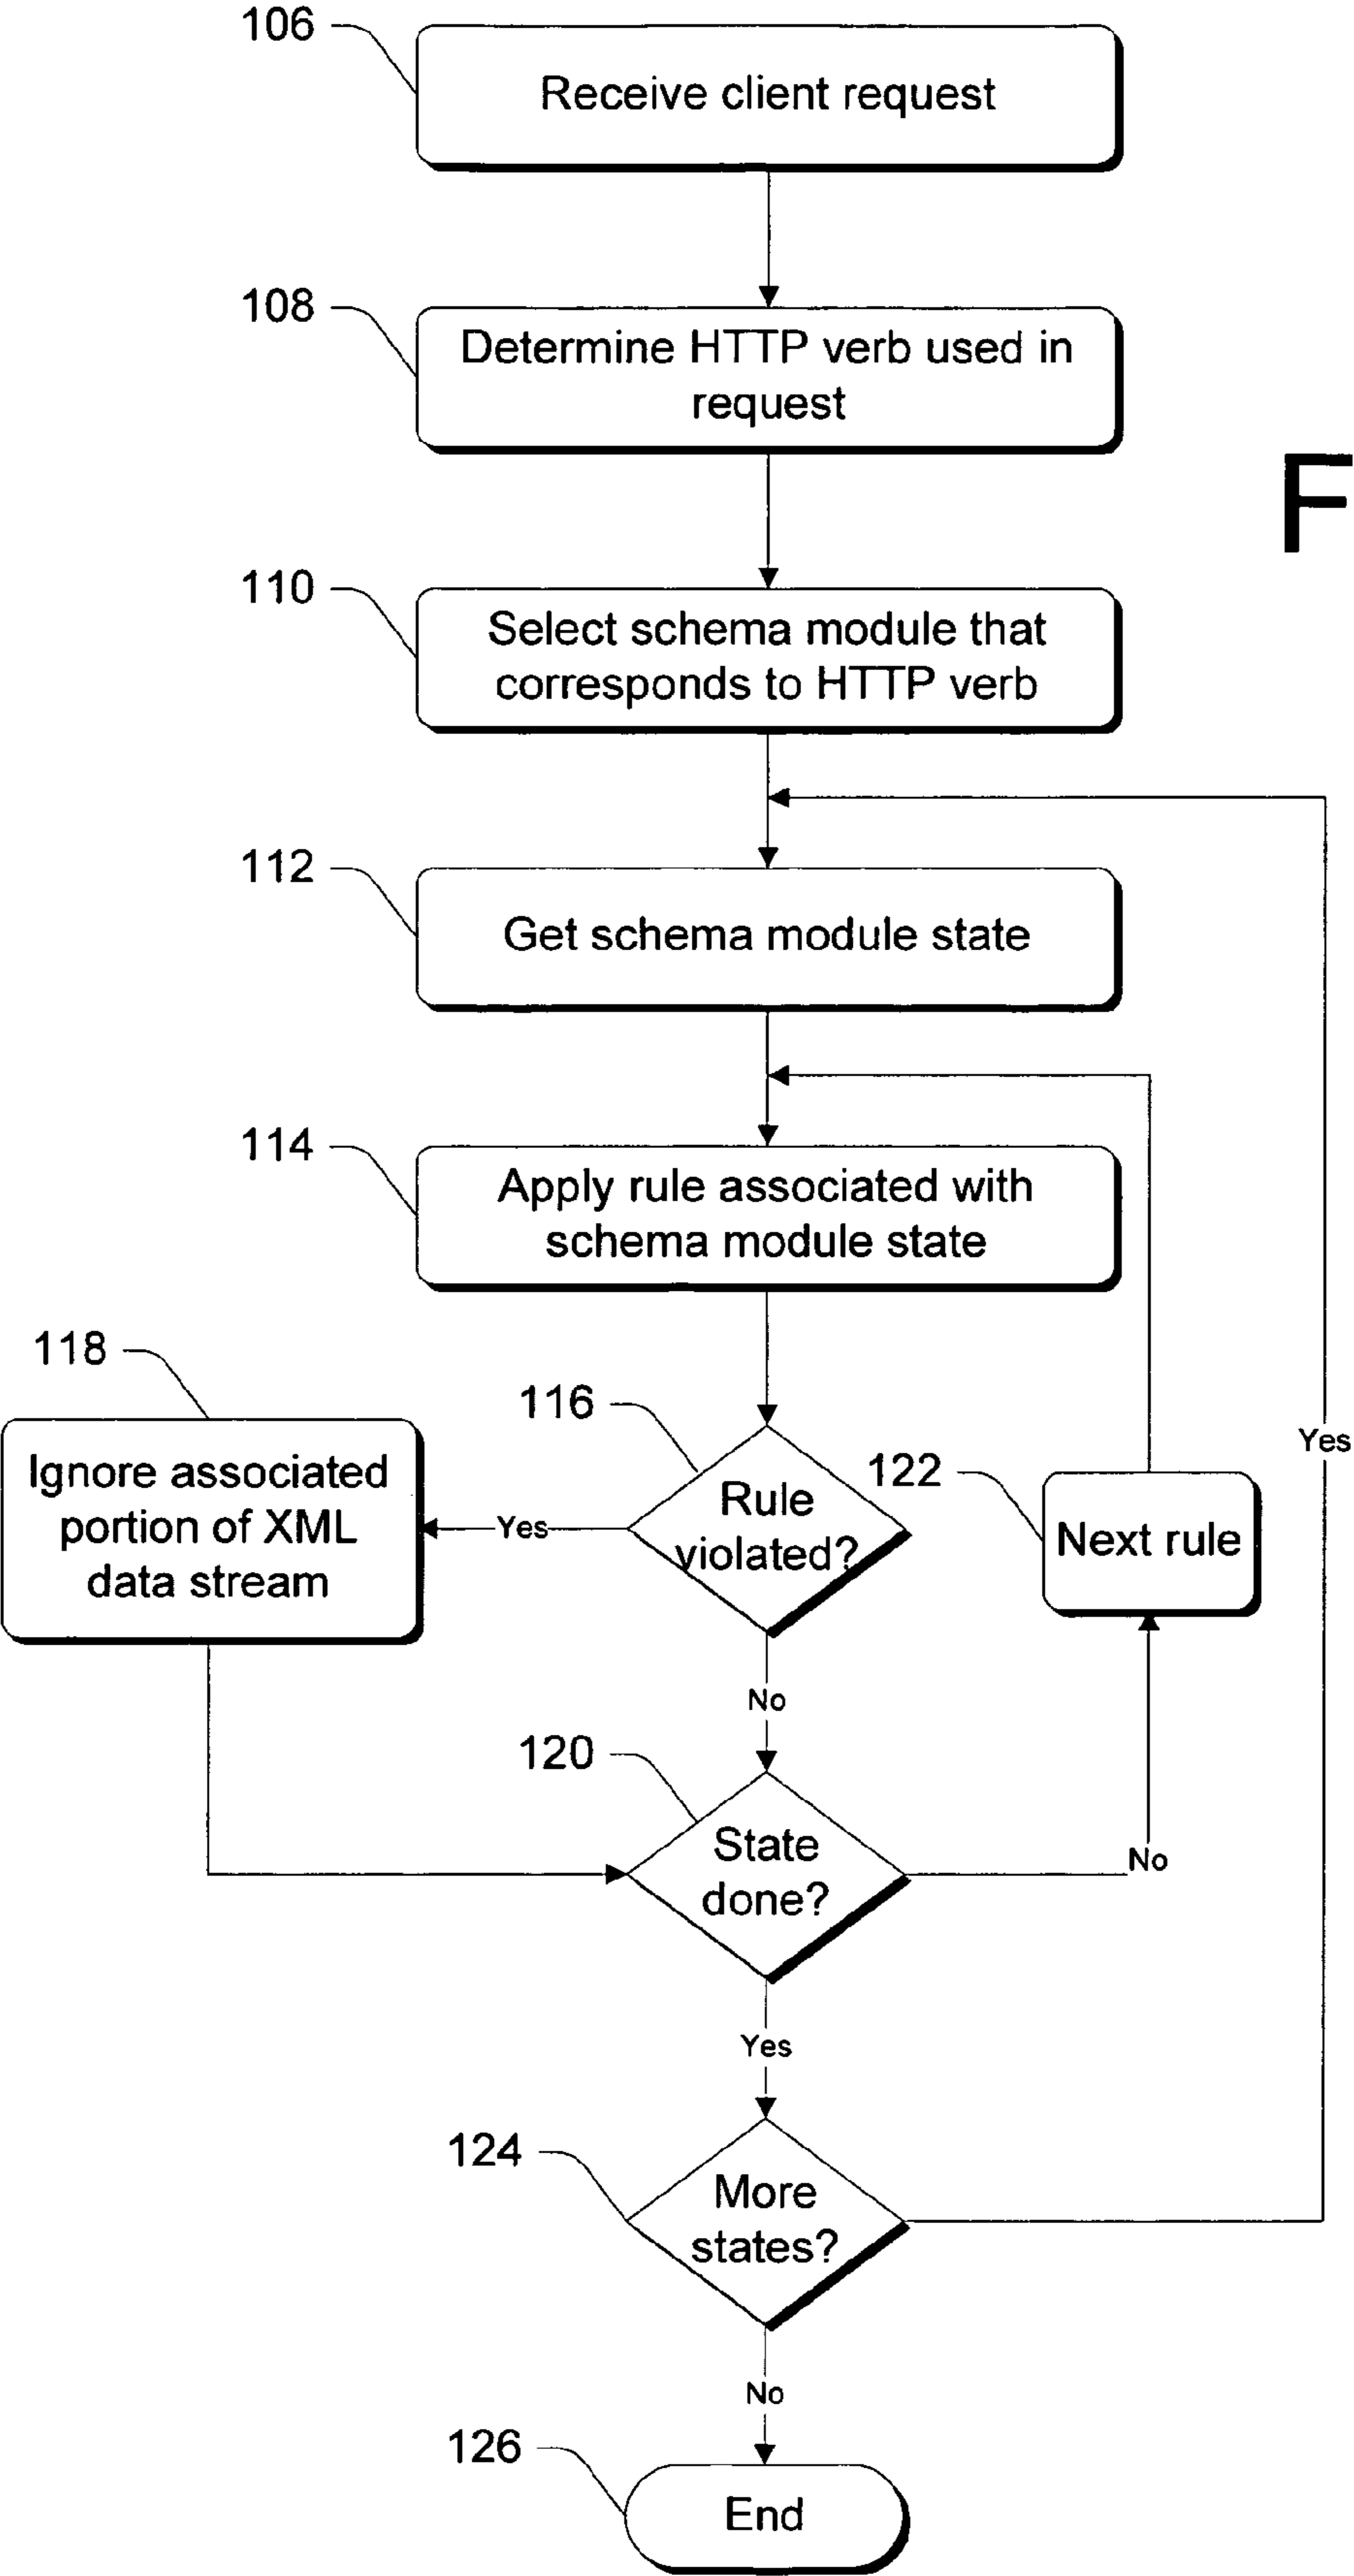 106
Receive client request
108
Determine HTTP verb used in
request
F
110
Select schema module that
corresponds to HTTP verb
112
Get schema module state
114
Apply rule associated with
schema module state
118
116
Ignore associated
portion of XML
data stream
Yes
Rule
violated?
122
Next rule
Yes
No
120
State
done?
No
Yes
124
More
states?
No
126
End